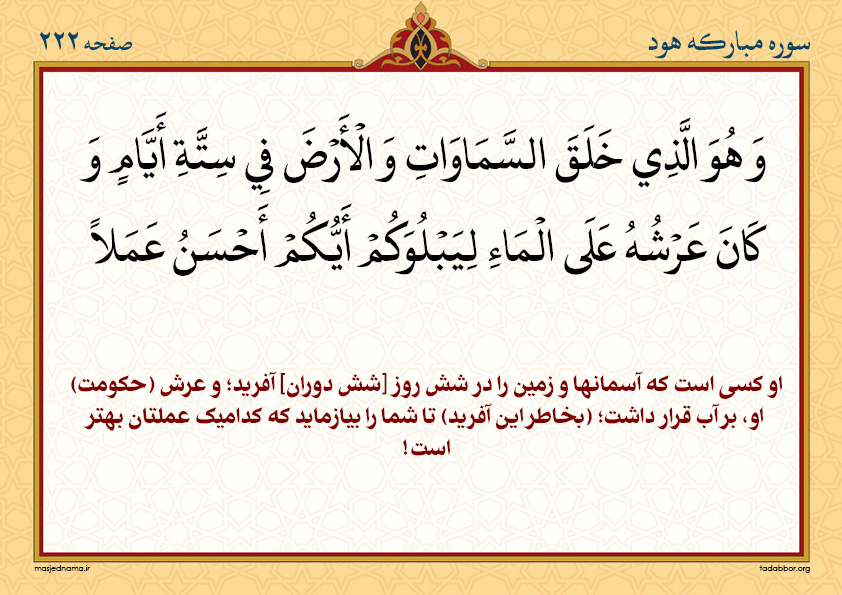 سوره مبارکه هود
صفحه ۲۲۲
وَ هُوَ الَّذِي خَلَقَ السَّمَاوَاتِ وَ الْأَرْضَ فِي سِتَّةِ أَيَّامٍ وَ
كَانَ عَرْشُهُ عَلَى الْمَاءِ لِيَبْلُوَكُمْ أَيُّكُمْ أَحْسَنُ عَمَلاً
او کسی است که آسمانها و زمین را در شش روز [شش دوران] آفرید؛ و عرش (حکومت)
او، بر آب قرار داشت؛ (بخاطر این آفرید) تا شما را بیازماید که کدامیک عملتان بهتر
است!
masjednama.ir
tadabbor.org